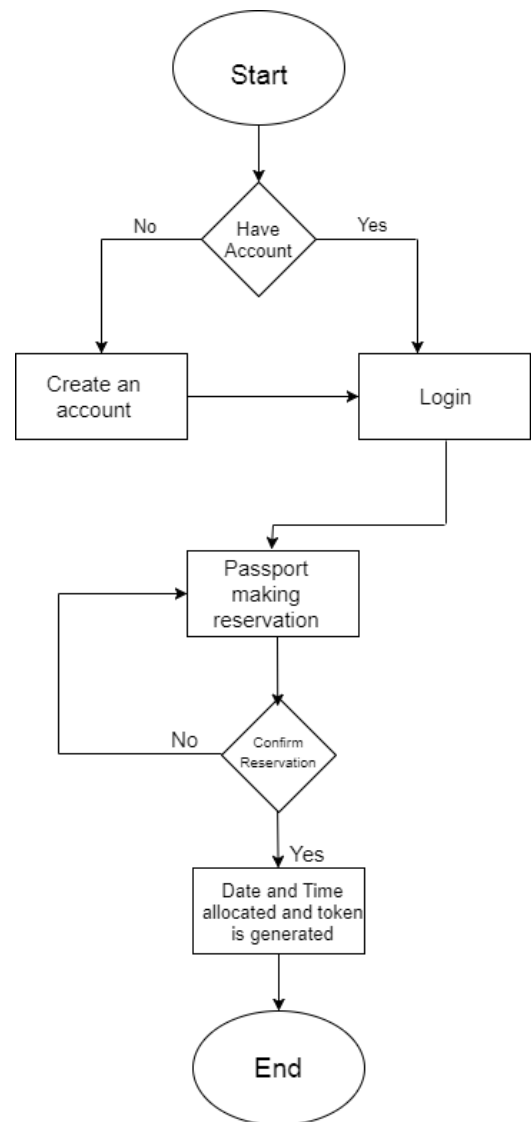 Start
Have
Account
No
Yes
Create an
account
Login
Passport
making
reservation
Confirm
Reservation
No
Yes
Date and Time
allocated and token
is generated
End